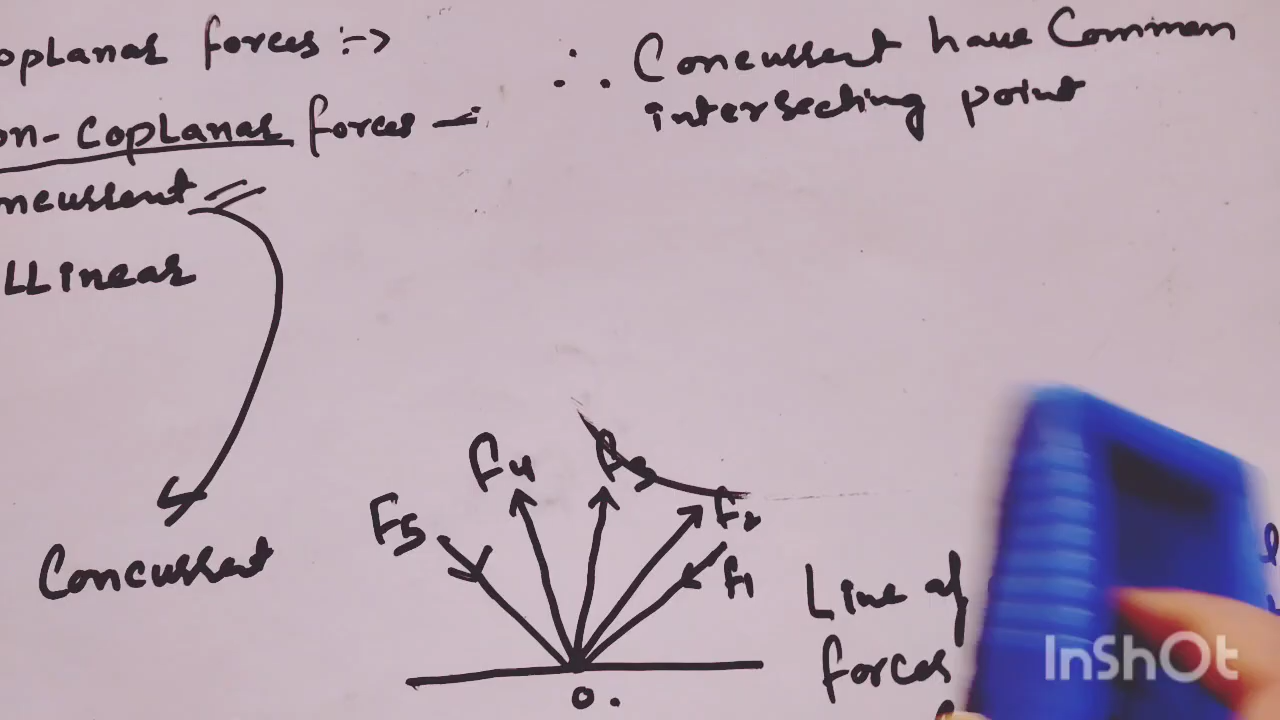 oplanar forces :->
on-Coplanar forces -
ncurrent
LLinear
∴ Concurrent have Common
intersecting point
Concurrent
F5
F4
F3
F2
F1
O.
Line of
forces
InShOt